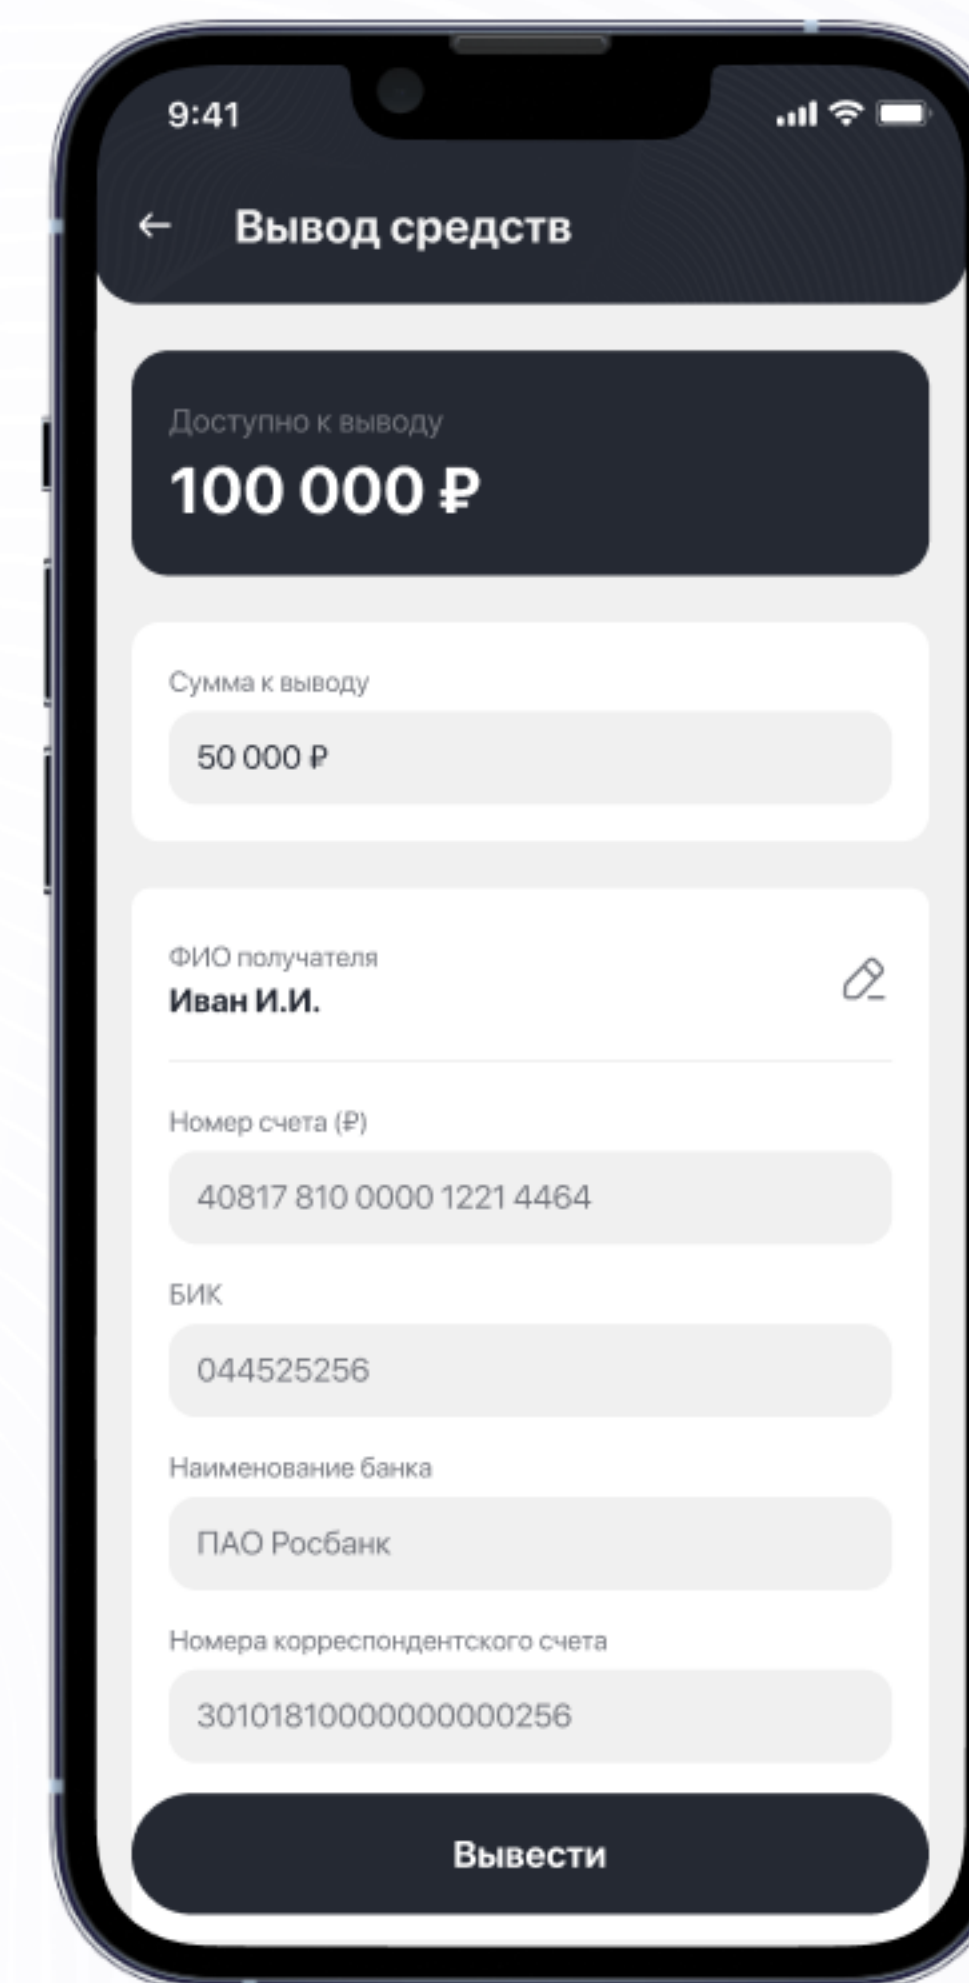 9:41
Вывод средств
Доступно к выводу
100 000 ₽
Сумма к выводу
50 000 ₽
ФИО получателя
Иван И.И.
Номер счета (₽)
40817 810 0000 1221 4464
БИК
044525256
Наименование банка
ПАО Росбанк
Номера корреспондентского счета
30101810000000000256
Вывести